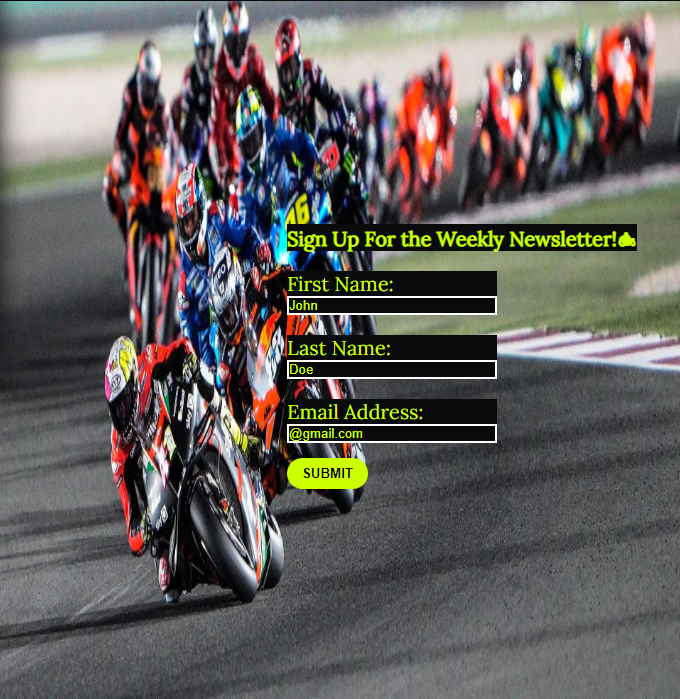 Sign Up For the Weekly Newsletter!
First Name:
John
Last Name:
Doe
Email Address:
@gmail.com
SUBMIT